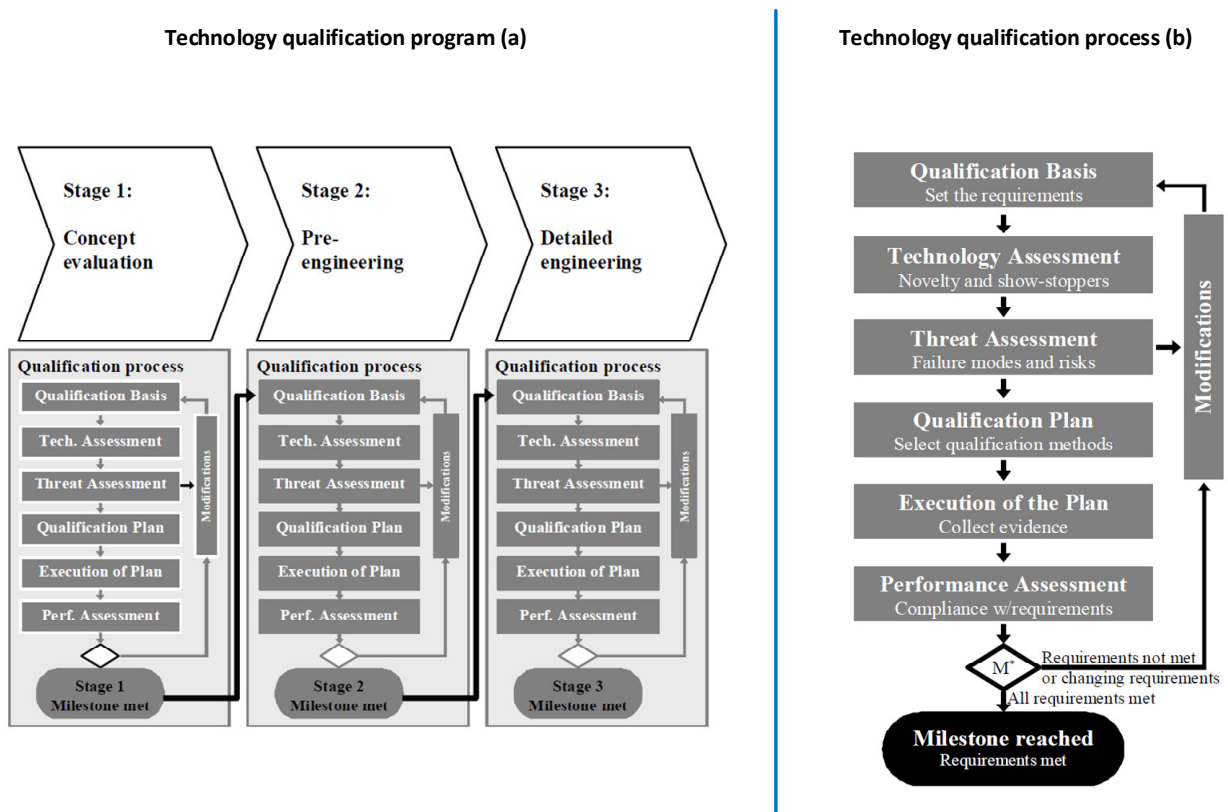 Technology qualification program (a)
Stage 1:
Concept
evaluation
Stage 2:
Pre-
engineering
Stage 3:
Detailed
engineering
Qualification process
Qualification Basis
Tech. Assessment
Threat Assessment
Qualification Plan
Execution of Plan
Perf. Assessment
Modifications
Stage 1
Milestone met
Qualification process
Qualification Basis
Tech. Assessment
Threat Assessment
Qualification Plan
Execution of Plan
Perf. Assessment
Modifications
Stage 2
Milestone met
Qualification process
Qualification Basis
Tech. Assessment
Threat Assessment
Qualification Plan
Execution of Plan
Perf. Assessment
Modifications
Stage 3
Milestone met
Technology qualification process (b)
Qualification Basis
Set the requirements
Technology Assessment
Novelty and show-stoppers
Threat Assessment
Failure modes and risks
Qualification Plan
Select qualification methods
Execution of the Plan
Collect evidence
Performance Assessment
Compliance w/requirements
Modifications
M*
Requirements not met
or changing requirements
All requirements met
Milestone reached
Requirements met